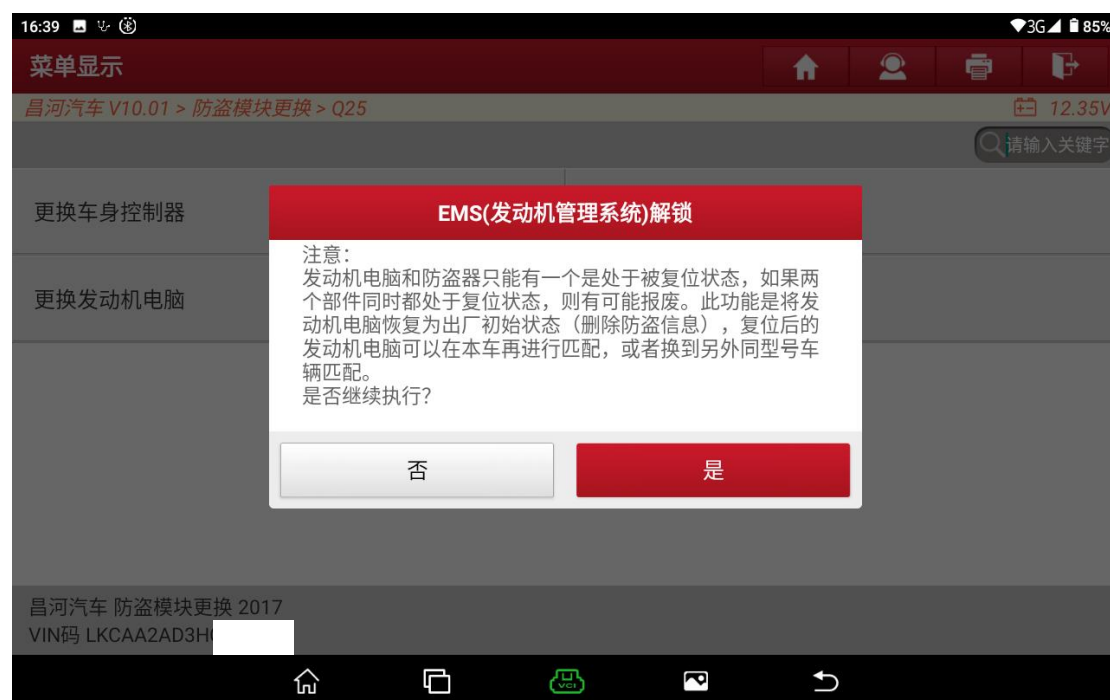 16:39
3G 85%
菜单显示
昌河汽车 V10.01 > 防盗模块更换 > Q25
12.35V
请输入关键字
更换车身控制器
EMS(发动机管理系统)解锁
注意：
发动机电脑和防盗器只能有一个是处于被复位状态，如果两
个部件同时都处于复位状态，则有可能报废。此功能是将发
动机电脑恢复为出厂初始状态（删除防盗信息），复位后的
发动机电脑可以在本车再进行匹配，或者换到另外同型号车
辆匹配。
是否继续执行？
更换发动机电脑
否
是
昌河汽车 防盗模块更换 2017
VIN码 LKCAA2AD3H
VCI